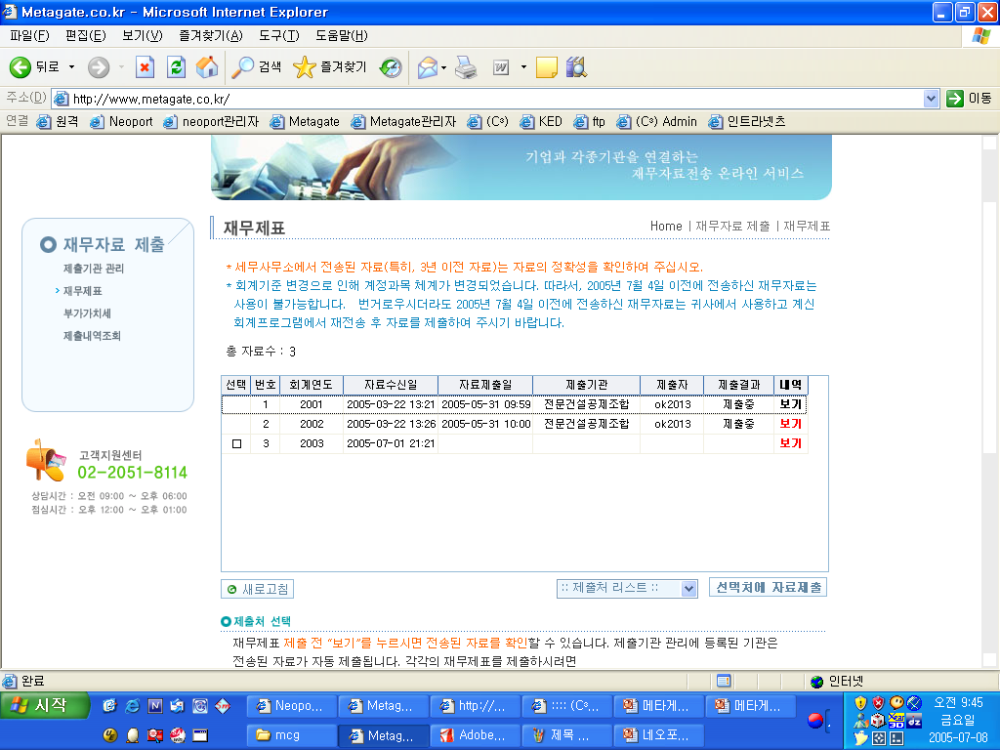 Metagate.co.kr - Microsoft Internet Explorer
파일(F) 편집(E) 보기(V) 즐겨찾기(A) 도구(T) 도움말(H)
뒤로 검색 즐겨찾기
주소(D) http://www.metagate.co.kr/ 이동
연결 원격 Neoport neoport관리자 Metagate Metagate관리자 (C³) KED ftp (C³) Admin 인트라넷츠
기업과 각종기관을 연결하는
재무자료전송 온라인 서비스
재무자료 제출
제출기관 관리
재무제표
부가가치세
제출내역조회
고객지원센터
02-2051-8114
상담시간 : 오전 09:00 ~ 오후 06:00
점심시간 : 오후 12:00 ~ 오후 01:00
재무제표 Home | 재무자료 제출 | 재무제표
* 세무사무소에서 전송된 자료(특히, 3년 이전 자료)는 자료의 정확성을 확인하여 주십시오.
* 회계기준 변경으로 인해 계정과목 체계가 변경되었습니다. 따라서, 2005년 7월 4일 이전에 전송하신 재무자료는
사용이 불가능합니다. 번거로우시더라도 2005년 7월 4일 이전에 전송하신 재무자료는 귀사에서 사용하고 계신
회계프로그램에서 재전송 후 자료를 제출하여 주시기 바랍니다.
총 자료수 : 3
선택 번호 회계연도 자료수신일 자료제출일 제출기관 제출자 제출결과 내역
1 2001 2005-03-22 13:21 2005-05-31 09:59 전문건설공제조합 ok2013 제출중 보기
2 2002 2005-03-22 13:26 2005-05-31 10:00 전문건설공제조합 ok2013 제출중 보기
3 2003 2005-07-01 21:21 보기
새로고침 :: 제출처 리스트 :: 선택처에 자료제출
제출처 선택
재무제표 제출 전 "보기"를 누르시면 전송된 자료를 확인할 수 있습니다. 제출기관 관리에 등록된 기관은
전송된 자료가 자동 제출됩니다. 각각의 재무제표를 제출하시려면
완료 인터넷
시작 Neopo... Metag... http://... :::: (C³... 메타게... 메타게...
mcg Metag... Adobe... 제목 ... 네오포...
오전 9:45
금요일
2005-07-08